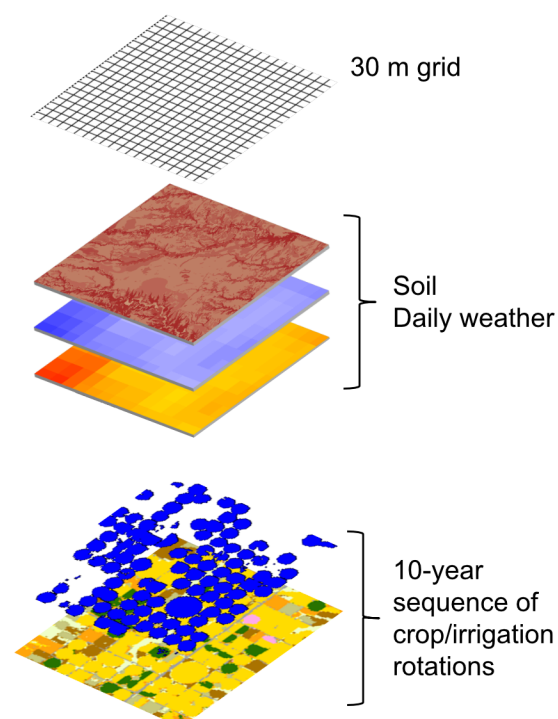 30 m grid
Soil
Daily weather
10-year
sequence of
crop/irrigation
rotations